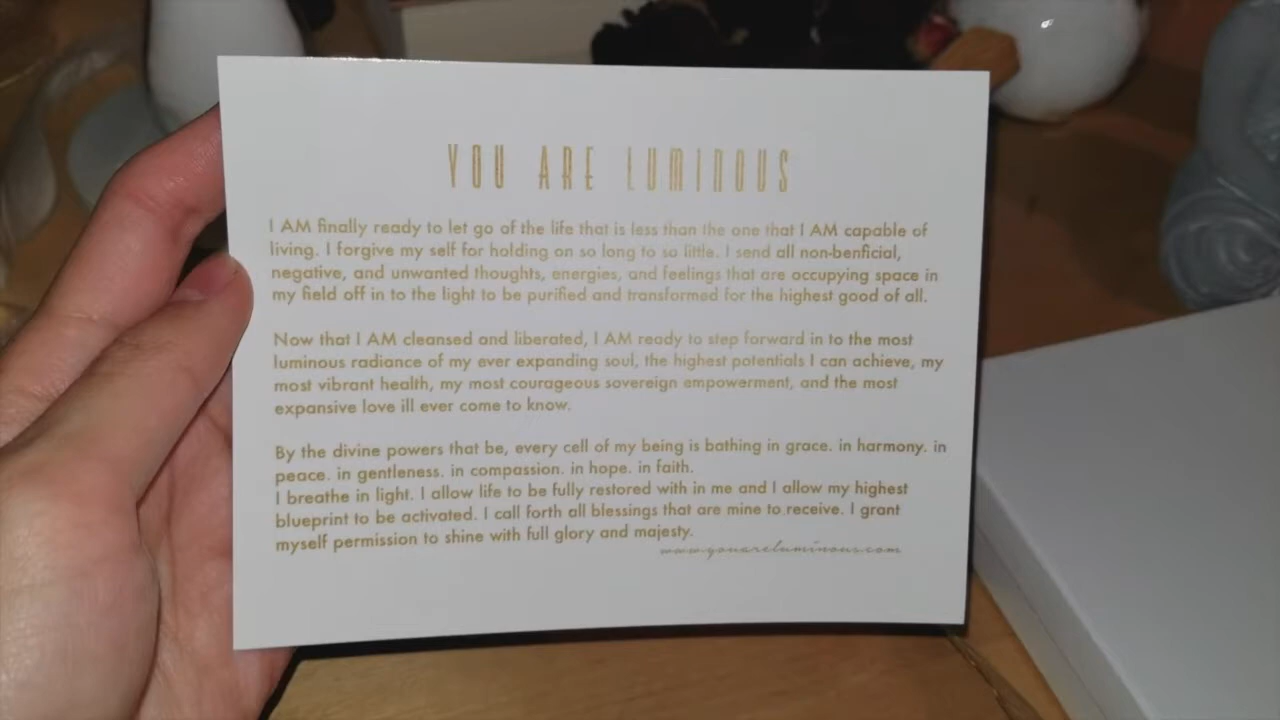 YOU ARE LUMINOUS
I AM finally ready to let go of the life that is less than the one that I AM capable of
living. I forgive my self for holding on so long to so little. I send all non-benficial,
negative, and unwanted thoughts, energies, and feelings that are occupying space in
my field off in to the light to be purified and transformed for the highest good of all.
Now that I AM cleansed and liberated, I AM ready to step forward in to the most
luminous radiance of my ever expanding soul, the highest potentials I can achieve, my
most vibrant health, my most courageous sovereign empowerment, and the most
expansive love ill ever come to know.
By the divine powers that be, every cell of my being is bathing in grace. in harmony. in
peace. in gentleness. in compassion. in hope. in faith.
I breathe in light. I allow life to be fully restored with in me and I allow my highest
blueprint to be activated. I call forth all blessings that are mine to receive. I grant
myself permission to shine with full glory and majesty.
www.youareluminous.com